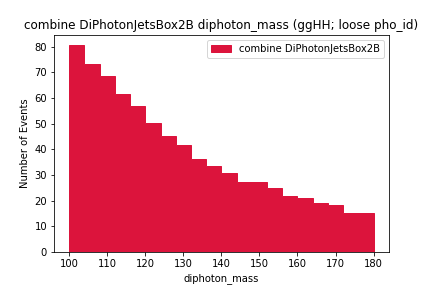 combine DiPhotonJetsBox2B diphoton_mass (ggHH; loose pho_id)
combine DiPhotonJetsBox2B
Number of Events
80
70
60
50
40
30
20
10
0
100 110 120 130 140 150 160 170 180
diphoton_mass